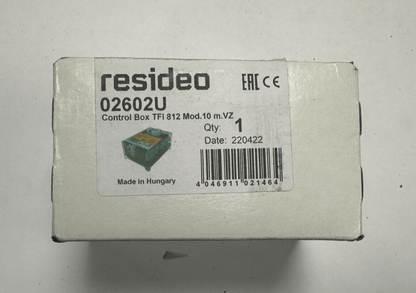 resideo
EAC CE
02602U
Control Box TFI 812 Mod.10 m.VZ
Qty: 1
Date: 220422
Made in Hungary
4 046911 021464